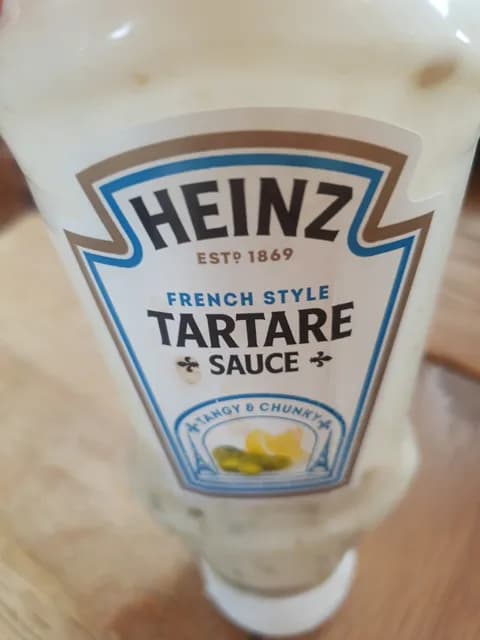 HEINZ
ESTD 1869
FRENCH STYLE
TARTARE
SAUCE
TANGY & CHUNKY